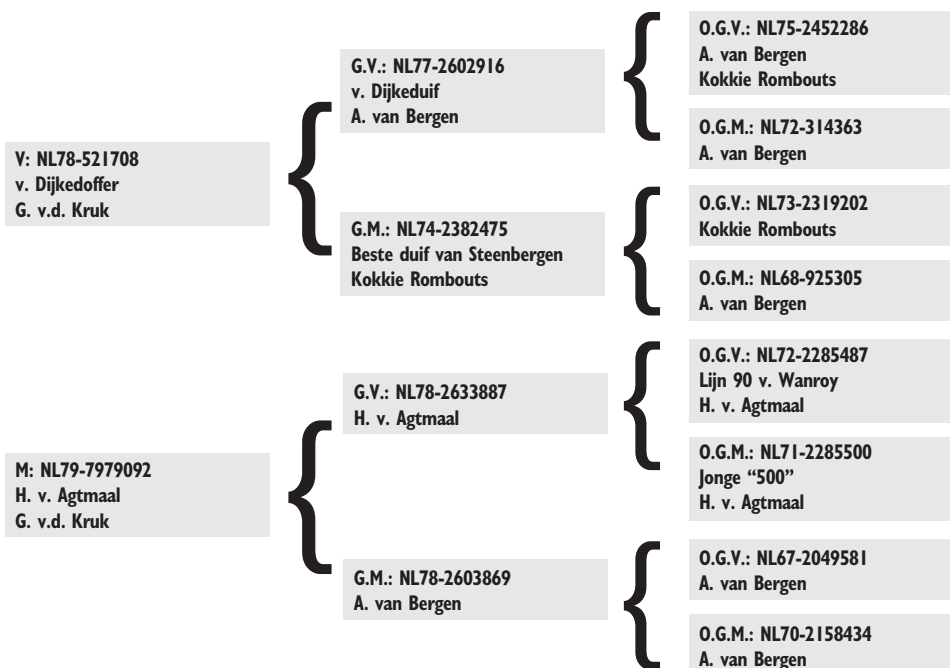 V: NL78-521708
v. Dijkedoffer
G. v.d. Kruk
G.V.: NL77-2602916
v. Dijkeduif
A. van Bergen
O.G.V.: NL75-2452286
A. van Bergen
Kokkie Rombouts
O.G.M.: NL72-314363
A. van Bergen
G.M.: NL74-2382475
Beste duif van Steenbergen
Kokkie Rombouts
O.G.V.: NL73-2319202
Kokkie Rombouts
O.G.M.: NL68-925305
A. van Bergen
M: NL79-7979092
H. v. Agtmaal
G. v.d. Kruk
G.V.: NL78-2633887
H. v. Agtmaal
O.G.V.: NL72-2285487
Lijn 90 v. Wanroy
H. v. Agtmaal
O.G.M.: NL71-2285500
Jonge “500”
H. v. Agtmaal
G.M.: NL78-2603869
A. van Bergen
O.G.V.: NL67-2049581
A. van Bergen
O.G.M.: NL70-2158434
A. van Bergen